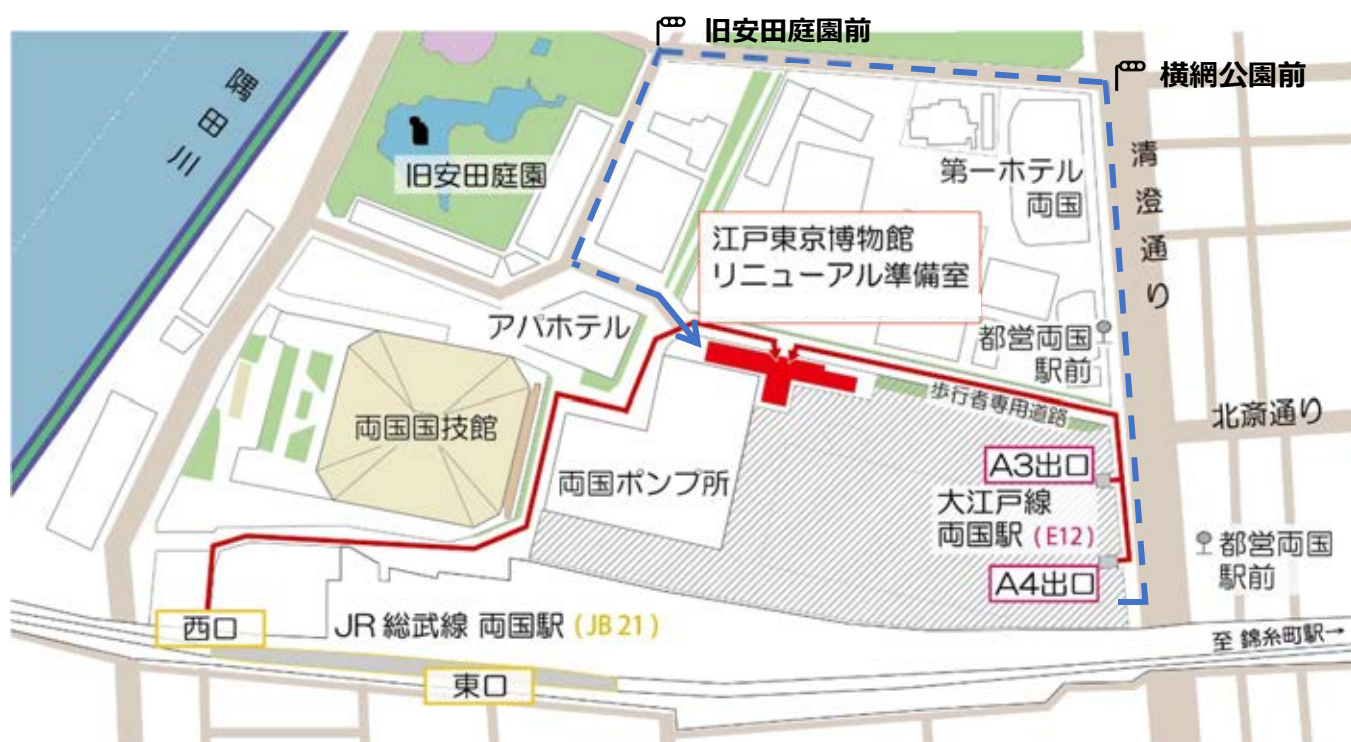 旧安田庭園前
横網公園前
隅田川
旧安田庭園
第一ホテル
両国
清澄通り
江戸東京博物館
リニューアル準備室
アパホテル
都営両国
駅前
歩行者専用道路
北斎通り
両国国技館
両国ポンプ所
A3出口
大江戸線
両国駅(E12)
A4出口
都営両国
駅前
西口
JR 総武線 両国駅(JB 21)
至 錦糸町駅→
東口